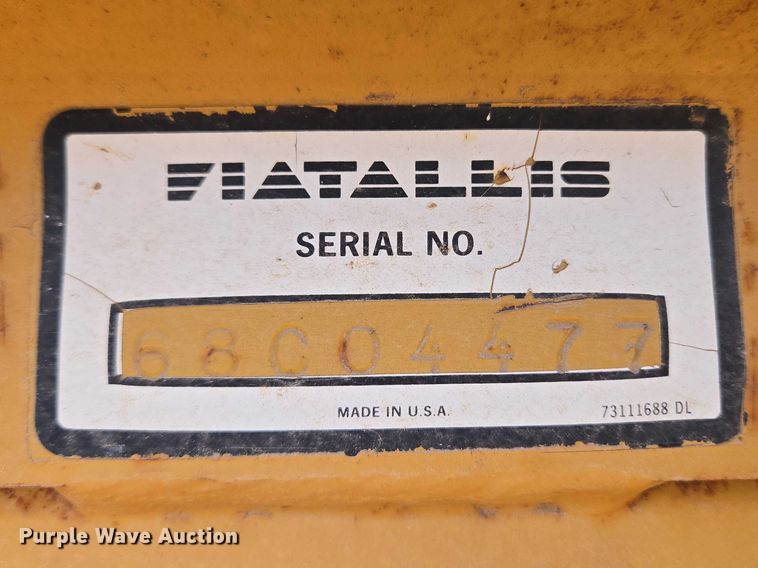 FIATALLIS
SERIAL NO.
68C04477
MADE IN U.S.A.
73111688 DL
Purple Wave Auction